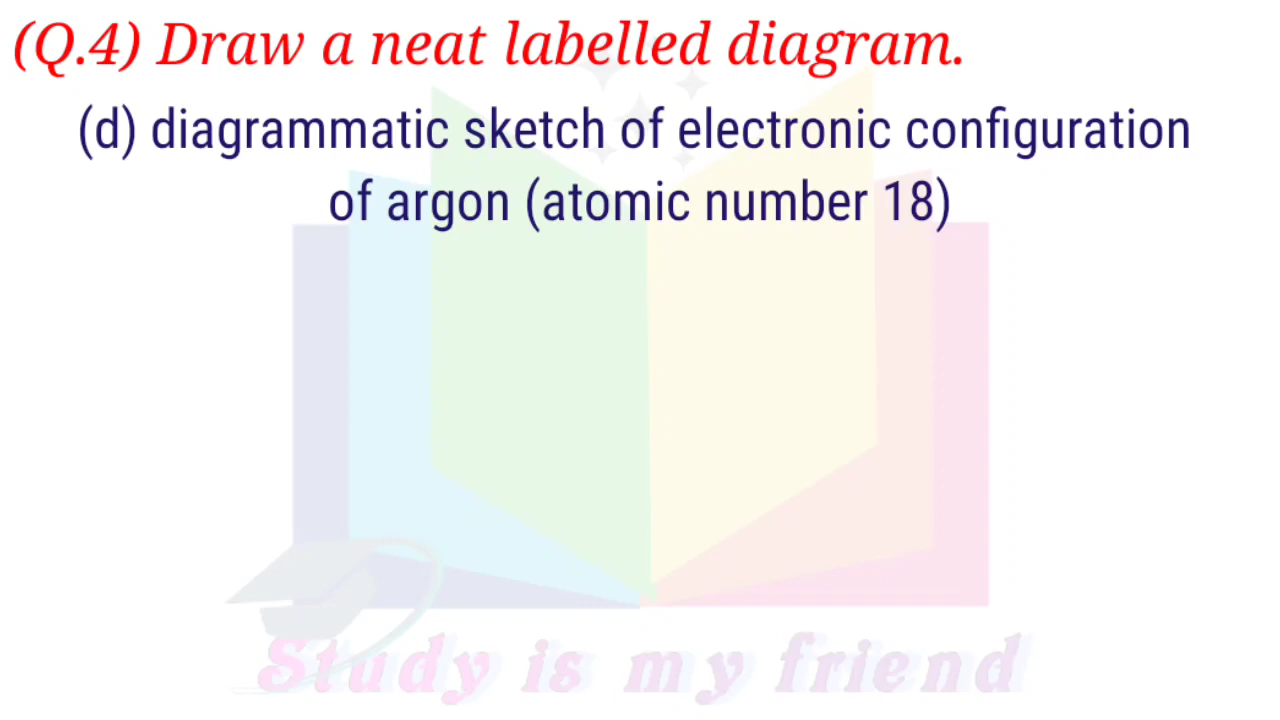 (Q.4) Draw a neat labelled diagram.
(d) diagrammatic sketch of electronic configuration
of argon (atomic number 18)
Study is my friend